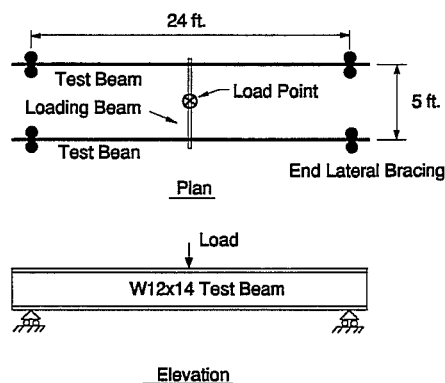 24 ft.
Test Beam
Load Point
Loading Beam
5 ft.
Test Bean
End Lateral Bracing
Plan
Load
W12x14 Test Beam
Elevation